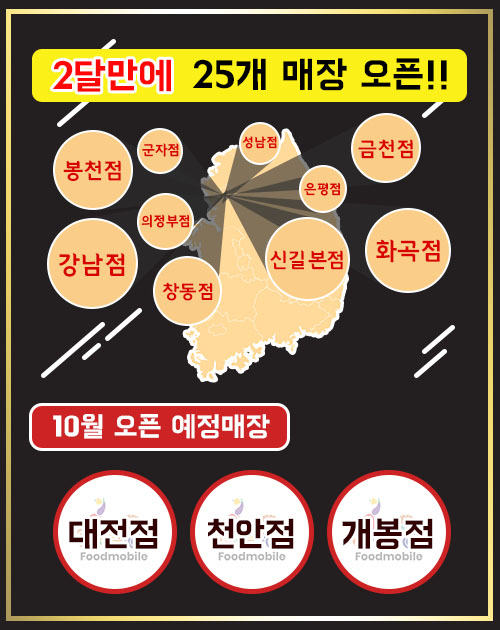 2달만에 25개 매장 오픈!!
봉천점
군자점
성남점
금천점
은평점
의정부점
강남점
창동점
신길본점
화곡점
10월 오픈 예정매장
대전점
Foodmobile
천안점
Foodmobile
개봉점
Foodmobile